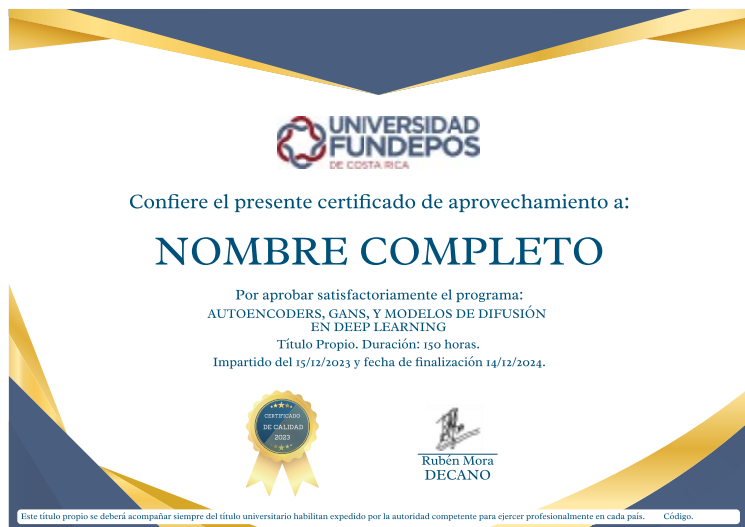 UNIVERSIDAD
FUNDEPOS
DE COSTA RICA
Confiere el presente certificado de aprovechamiento a:
NOMBRE COMPLETO
Por aprobar satisfactoriamente el programa:
AUTOENCODERS, GANS, Y MODELOS DE DIFUSIÓN
EN DEEP LEARNING
Título Propio. Duración: 150 horas.
Impartido del 15/12/2023 y fecha de finalización 14/12/2024.
CERTIFICADO
DE CALIDAD
2023
Rubén Mora
DECANO
Este título propio se deberá acompañar siempre del título universitario habilitan expedido por la autoridad competente para ejercer profesionalmente en cada país. Código.